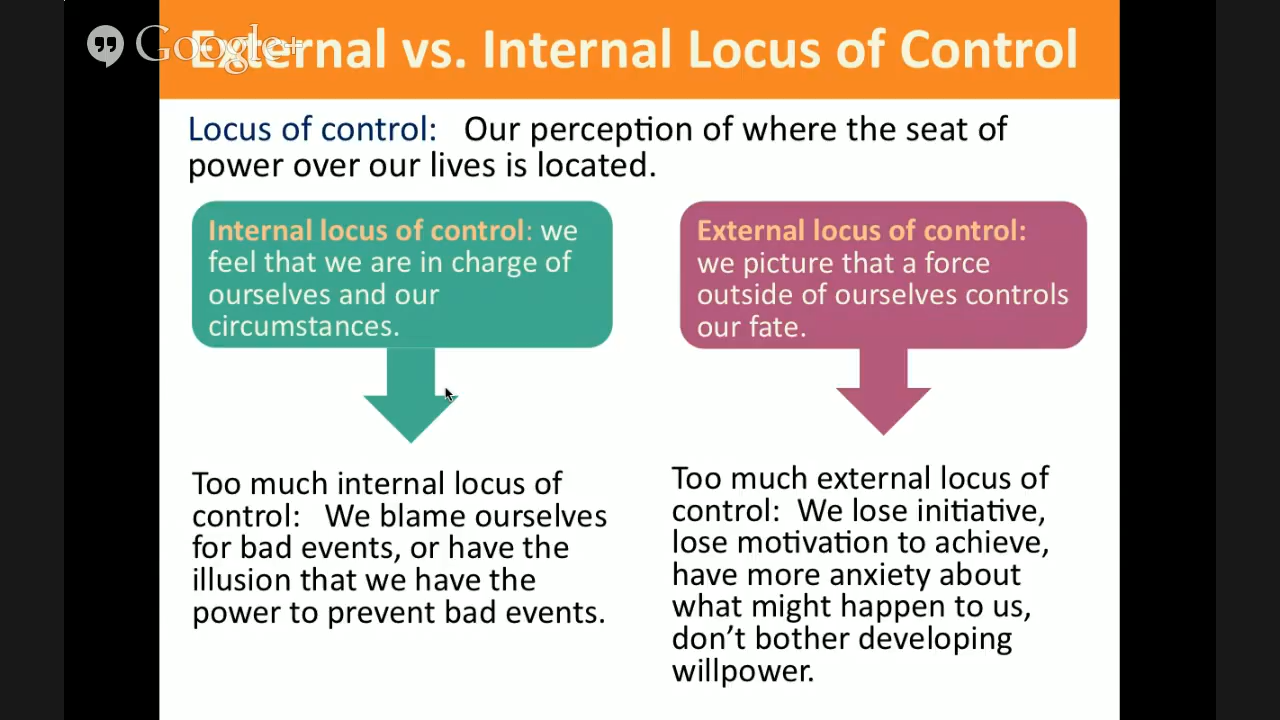 Google+
External vs. Internal Locus of Control
Locus of control: Our perception of where the seat of
power over our lives is located.
Internal locus of control: we
feel that we are in charge of
ourselves and our
circumstances.
External locus of control:
we picture that a force
outside of ourselves controls
our fate.
Too much internal locus of
control: We blame ourselves
for bad events, or have the
illusion that we have the
power to prevent bad events.
Too much external locus of
control: We lose initiative,
lose motivation to achieve,
have more anxiety about
what might happen to us,
don’t bother developing
willpower.